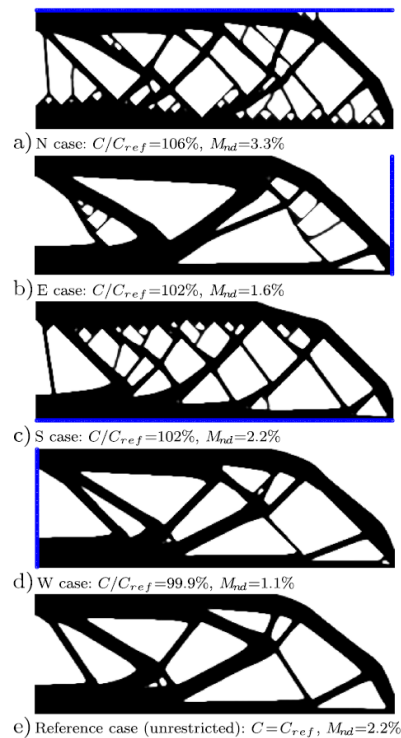 a) N case: C/C_ref=106%, M_nd=3.3%
b) E case: C/C_ref=102%, M_nd=1.6%
c) S case: C/C_ref=102%, M_nd=2.2%
d) W case: C/C_ref=99.9%, M_nd=1.1%
e) Reference case (unrestricted): C=C_ref, M_nd=2.2%